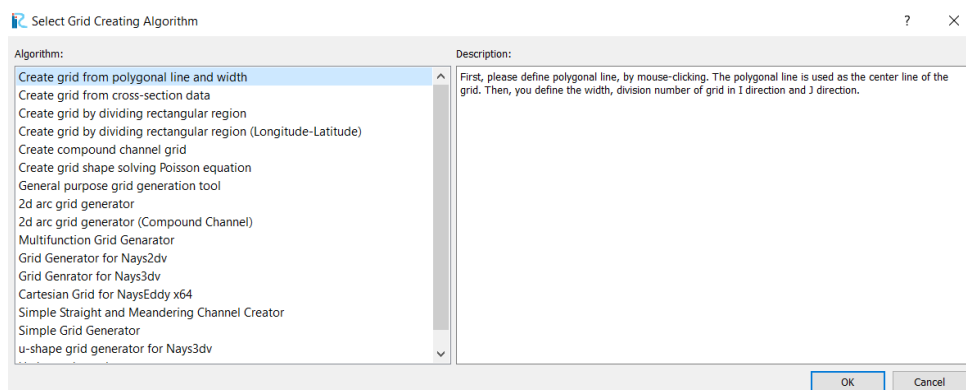 Select Grid Creating Algorithm
?
Algorithm:
Description:
Create grid from polygonal line and width
Create grid from cross-section data
Create grid by dividing rectangular region
Create grid by dividing rectangular region (Longitude-Latitude)
Create compound channel grid
Create grid shape solving Poisson equation
General purpose grid generation tool
2d arc grid generator
2d arc grid generator (Compound Channel)
Multifunction Grid Genarator
Grid Generator for Nays2dv
Grid Genrator for Nays3dv
Cartesian Grid for NaysEddy x64
Simple Straight and Meandering Channel Creator
Simple Grid Generator
u-shape grid generator for Nays3dv
First, please define polygonal line, by mouse-clicking. The polygonal line is used as the center line of the
grid. Then, you define the width, division number of grid in I direction and J direction.
OK
Cancel